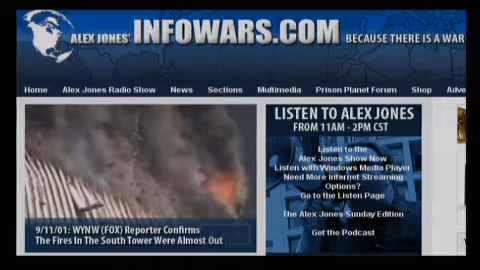 ALEX JONES' INFOWARS.COM BECAUSE THERE IS A WAR
Home Alex Jones Radio Show News Sections Multimedia Prison Planet Forum Shop Adve
LISTEN TO ALEX JONES
FROM 11AM - 2PM CST
Listen to the
Alex Jones Show Now
Listen with Windows Media Player
Need More Internet Streaming
Options?
Go to the Listen Page
The Alex Jones Sunday Edition
Get the Podcast
9/11/01: WYNW (FOX) Reporter Confirms
The Fires In The South Tower Were Almost Out